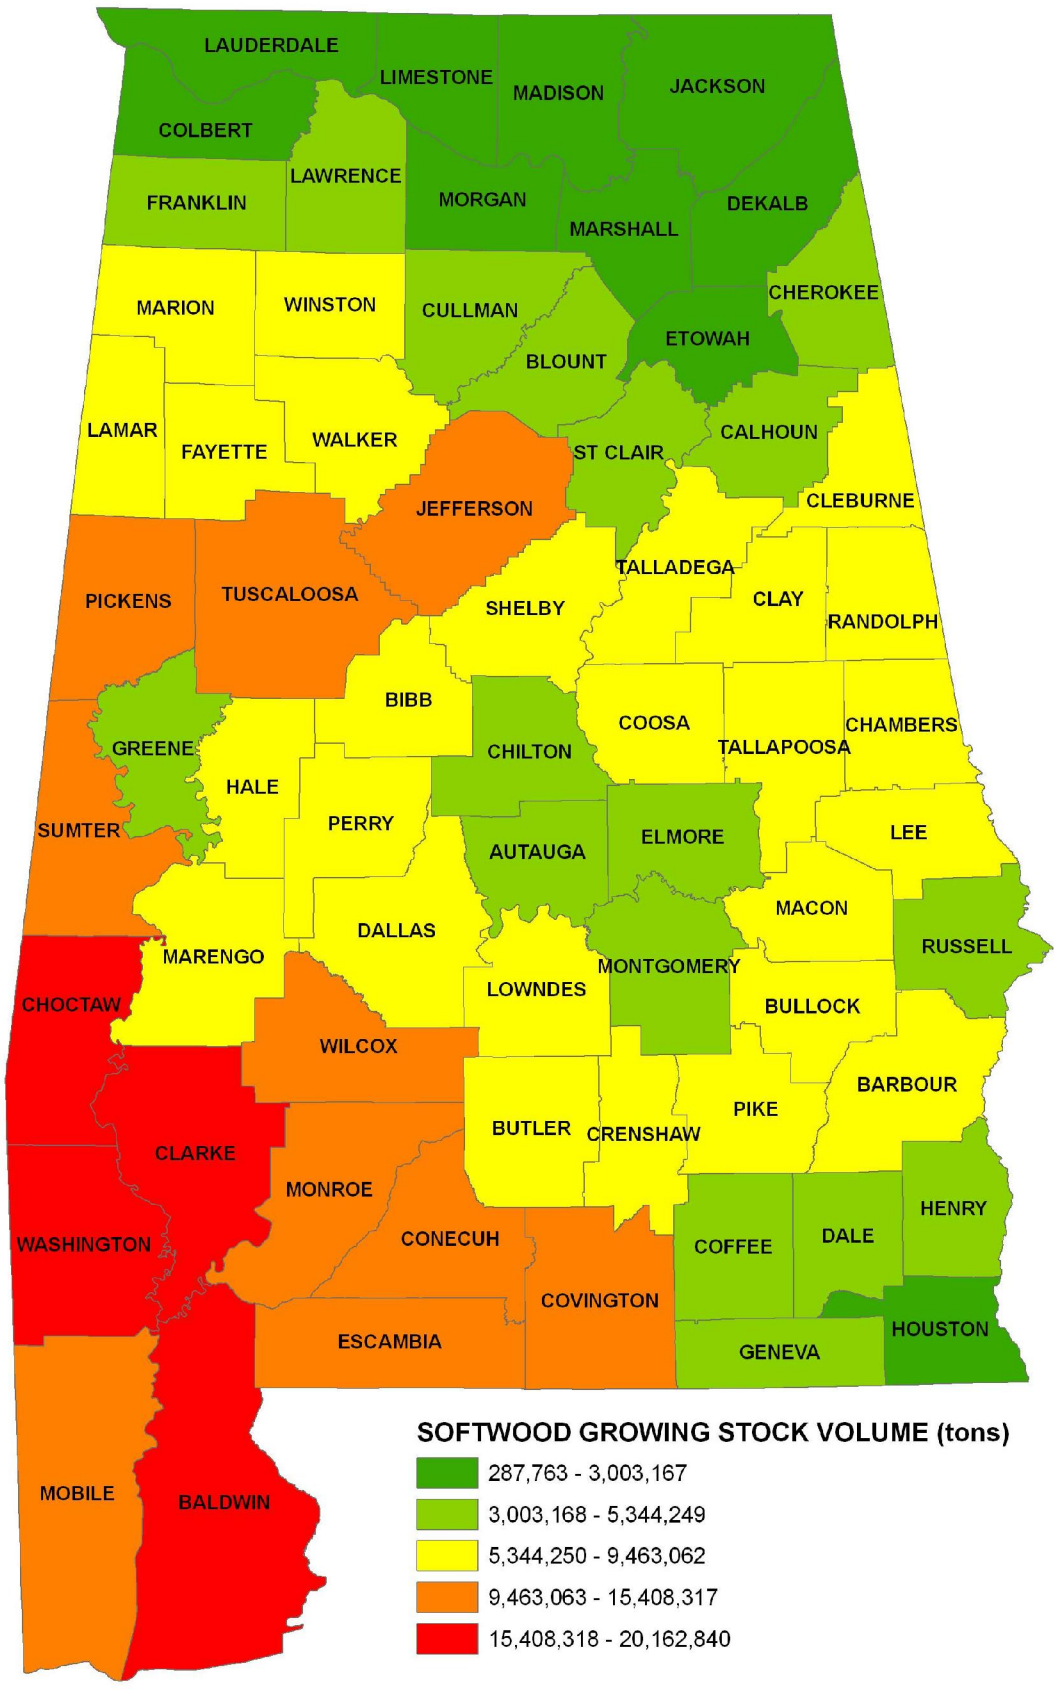 LAUDERDALE
LIMESTONE
MADISON
JACKSON
COLBERT
LAWRENCE
FRANKLIN
MORGAN
MARSHALL
DEKALB
CHEROKEE
MARION
WINSTON
CULLMAN
BLOUNT
ETOWAH
LAMAR
FAYETTE
WALKER
ST CLAIR
CALHOUN
CLEBURNE
JEFFERSON
PICKENS
TUSCALOOSA
SHELBY
TALLADEGA
CLAY
RANDOLPH
BIBB
GREENE
HALE
CHILTON
COOSA
TALLAPOOSA
CHAMBERS
SUMTER
PERRY
AUTAUGA
ELMORE
LEE
MARENGO
DALLAS
LOWNDES
MONTGOMERY
MACON
RUSSELL
CHOCTAW
WILCOX
BULLOCK
BARBOUR
CLARKE
BUTLER
CRENSHAW
PIKE
MONROE
WASHINGTON
CONECUH
COFFEE
DALE
HENRY
COVINGTON
ESCAMBIA
GENEVA
HOUSTON
MOBILE
BALDWIN
SOFTWOOD GROWING STOCK VOLUME (tons)
287,763 - 3,003,167
3,003,168 - 5,344,249
5,344,250 - 9,463,062
9,463,063 - 15,408,317
15,408,318 - 20,162,840